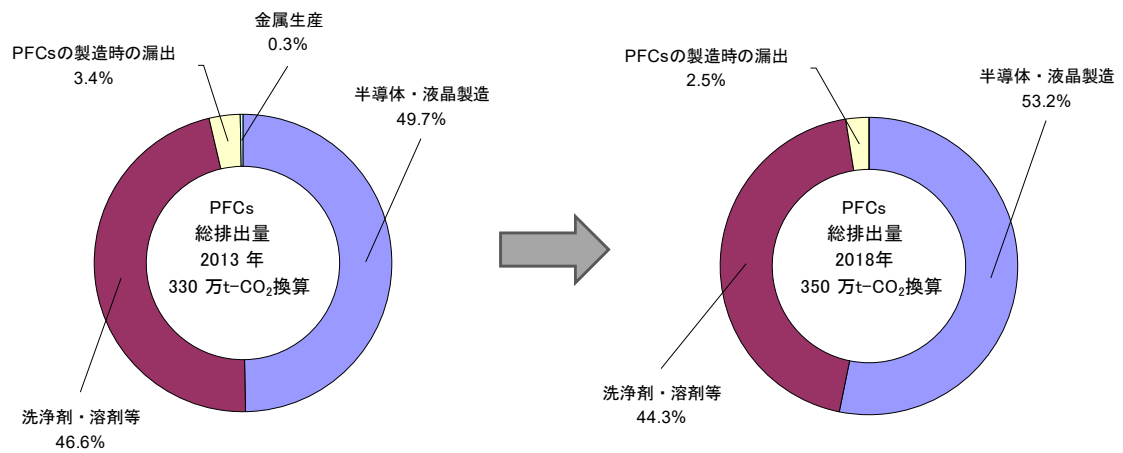 金属生産
0.3%
PFCsの製造時の漏出
3.4%
半導体・液晶製造
49.7%
PFCs
総排出量
2013 年
330 万t-CO₂換算
洗浄剤・溶剤等
46.6%
PFCsの製造時の漏出
2.5%
半導体・液晶製造
53.2%
PFCs
総排出量
2018年
350 万t-CO₂換算
洗浄剤・溶剤等
44.3%